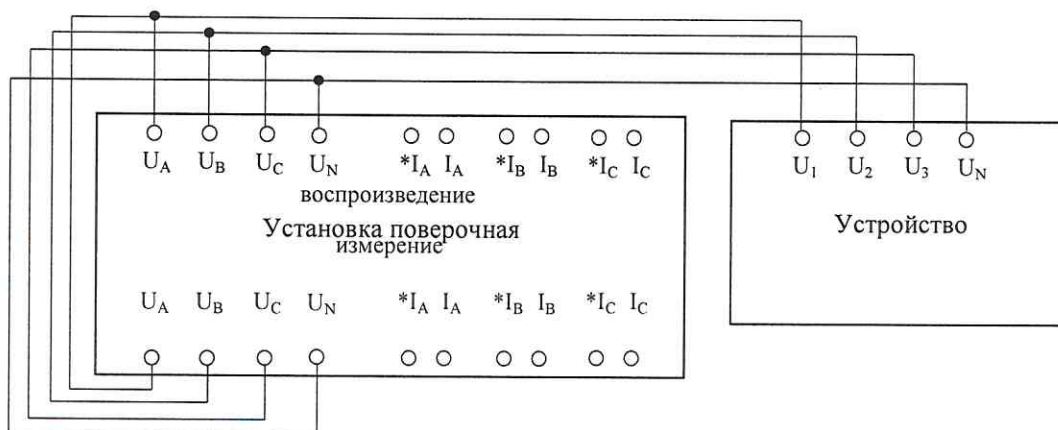 U_A U_B U_C U_N *I_A I_A *I_B I_B *I_C I_C
воспроизведение
Установка поверочная
измерение
U_A U_B U_C U_N *I_A I_A *I_B I_B *I_C I_C
U_1 U_2 U_3 U_N
Устройство